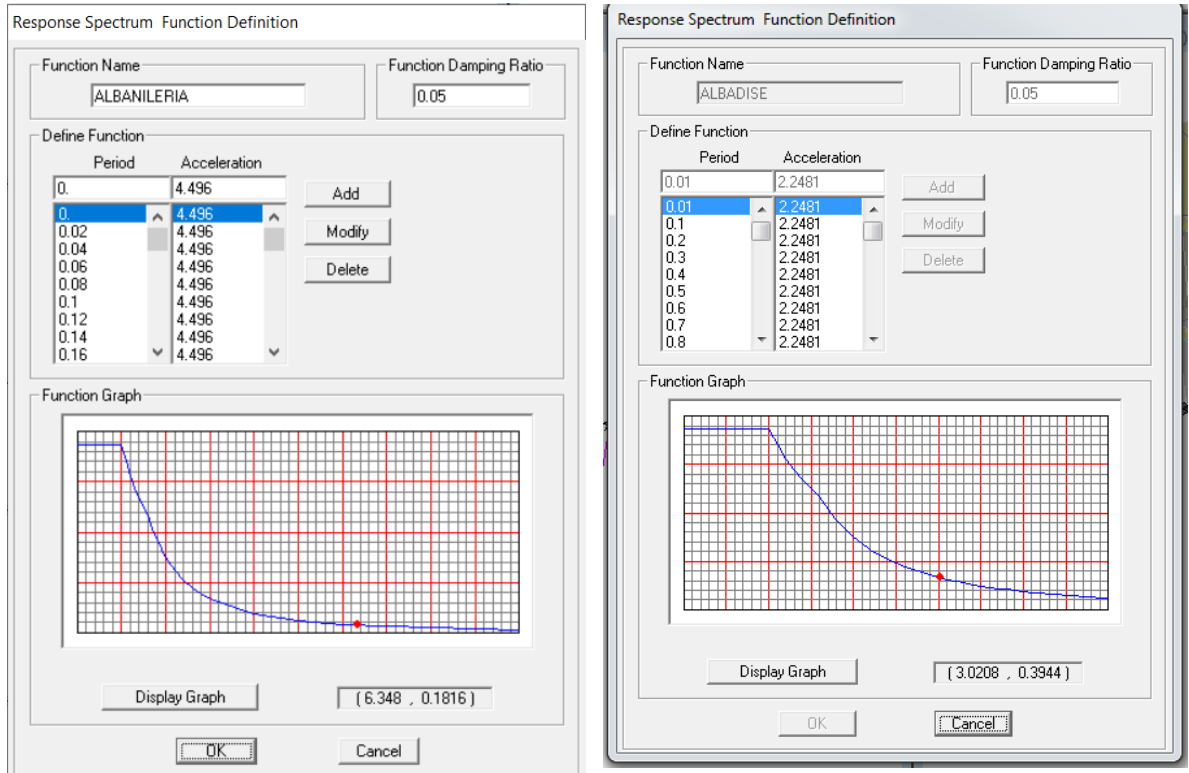 Response Spectrum Function Definition
Function Name
ALBANILERIA
Function Damping Ratio
0.05
Define Function
Period Acceleration
0. 4.496
Add
0. 4.496
0.02 4.496
Modify
0.04 4.496
0.06 4.496
Delete
0.08 4.496
0.1 4.496
0.12 4.496
0.14 4.496
0.16 4.496
Function Graph
Display Graph
( 6.348 , 0.1816 )
OK
Cancel
Response Spectrum Function Definition
Function Name
ALBADISE
Function Damping Ratio
0.05
Define Function
Period Acceleration
0.01 2.2481
Add
0.01 2.2481
0.1 2.2481
Modify
0.2 2.2481
0.3 2.2481
Delete
0.4 2.2481
0.5 2.2481
0.6 2.2481
0.7 2.2481
0.8 2.2481
Function Graph
Display Graph
( 3.0208 , 0.3944 )
OK
Cancel